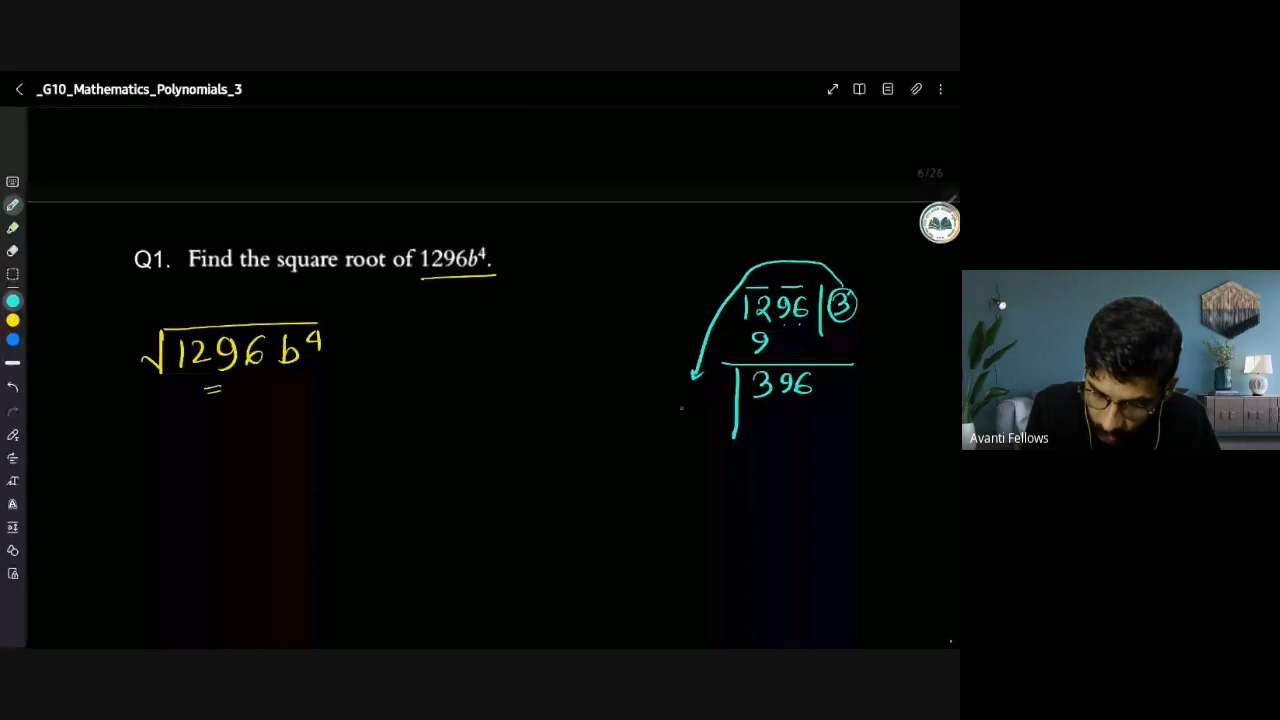 _G10_Mathematics_Polynomials_3
6/26
Q1. Find the square root of 1296b⁴.
√1296 b⁴
1296 | 3
9
396
Avanti Fellows